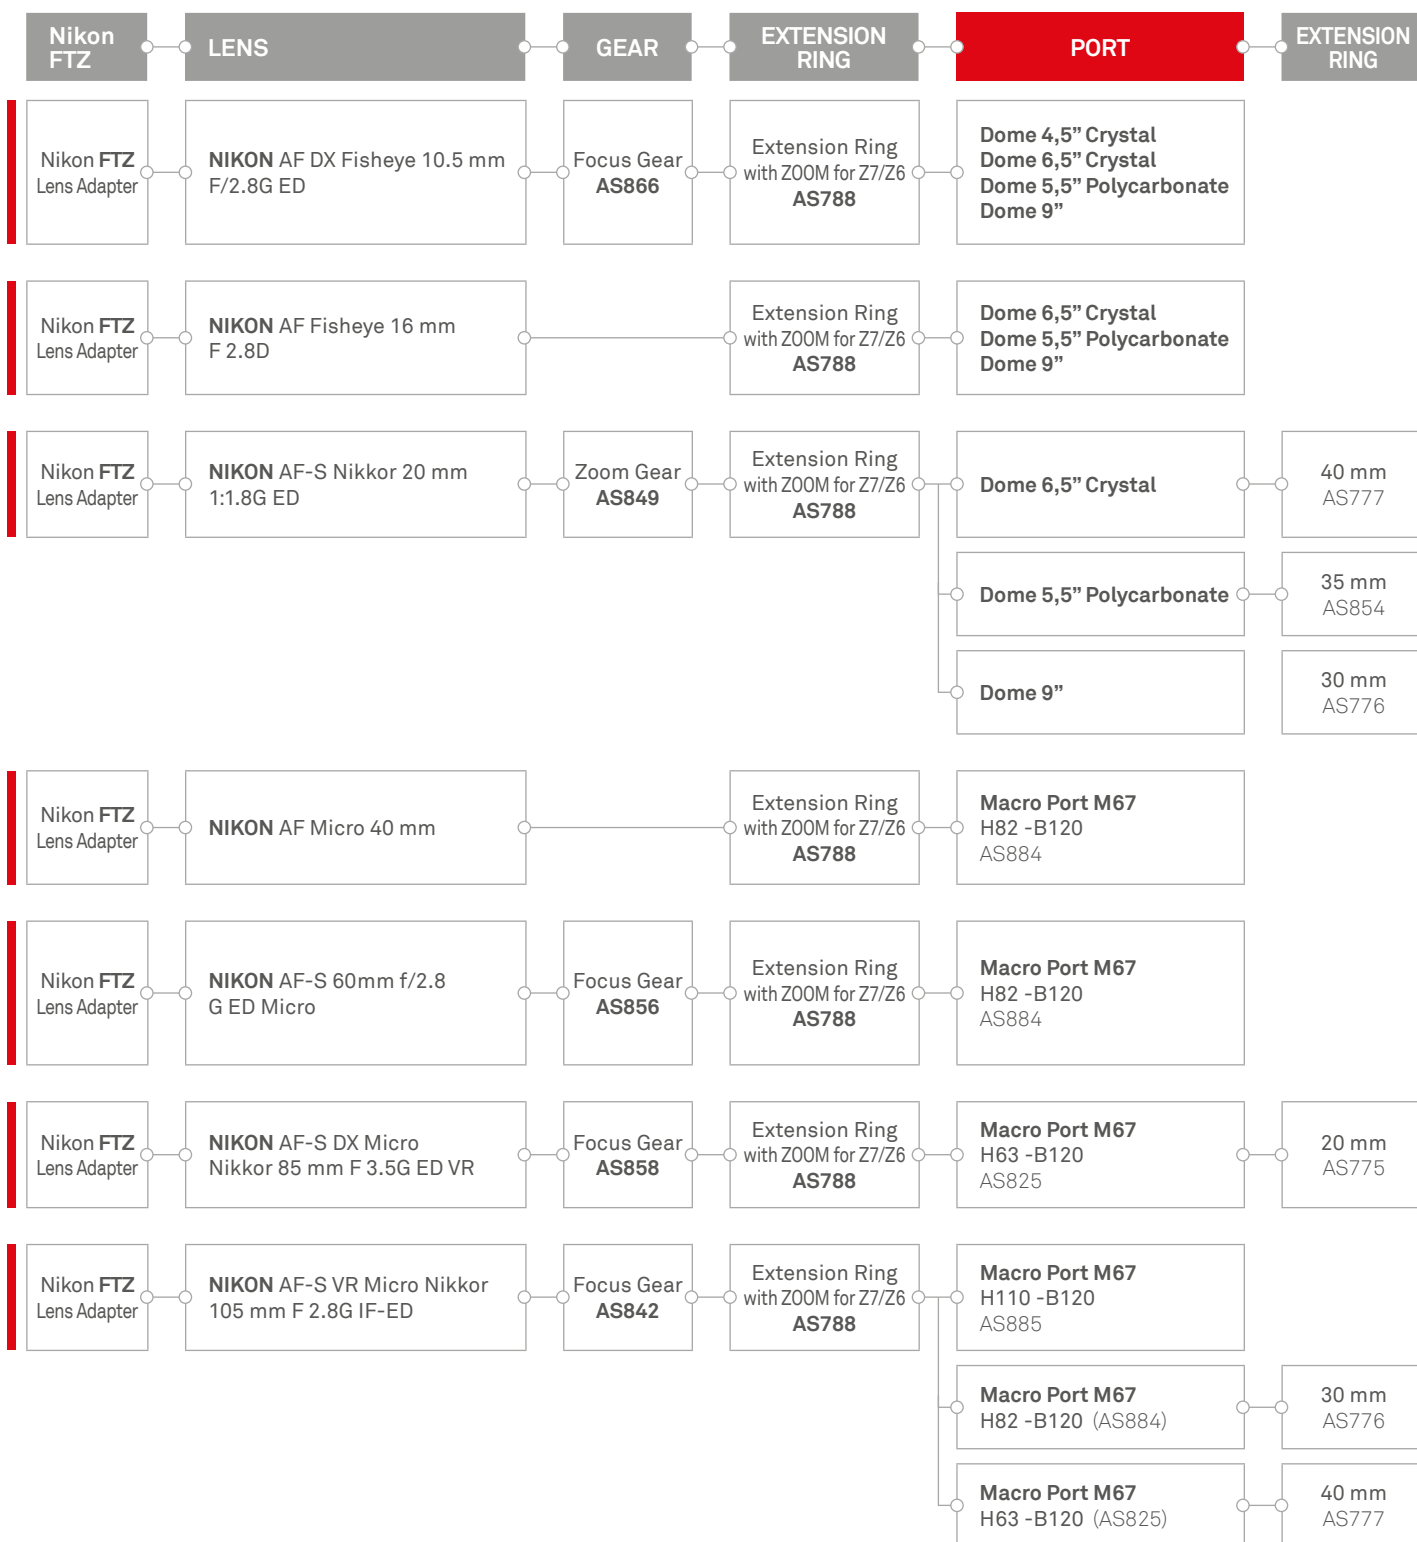 Nikon
FTZ
LENS
GEAR
EXTENSION
RING
PORT
EXTENSION
RING
Nikon FTZ
Lens Adapter
NIKON AF DX Fisheye 10.5 mm
F/2.8G ED
Focus Gear
AS866
Extension Ring
with ZOOM for Z7/Z6
AS788
Dome 4,5” Crystal
Dome 6,5” Crystal
Dome 5,5” Polycarbonate
Dome 9”
Nikon FTZ
Lens Adapter
NIKON AF Fisheye 16 mm
F 2.8D
Extension Ring
with ZOOM for Z7/Z6
AS788
Dome 6,5” Crystal
Dome 5,5” Polycarbonate
Dome 9”
Nikon FTZ
Lens Adapter
NIKON AF-S Nikkor 20 mm
1:1.8G ED
Zoom Gear
AS849
Extension Ring
with ZOOM for Z7/Z6
AS788
Dome 6,5” Crystal
40 mm
AS777
Dome 5,5” Polycarbonate
35 mm
AS854
Dome 9”
30 mm
AS776
Nikon FTZ
Lens Adapter
NIKON AF Micro 40 mm
Extension Ring
with ZOOM for Z7/Z6
AS788
Macro Port M67
H82 -B120
AS884
Nikon FTZ
Lens Adapter
NIKON AF-S 60mm f/2.8
G ED Micro
Focus Gear
AS856
Extension Ring
with ZOOM for Z7/Z6
AS788
Macro Port M67
H82 -B120
AS884
Nikon FTZ
Lens Adapter
NIKON AF-S DX Micro
Nikkor 85 mm F 3.5G ED VR
Focus Gear
AS858
Extension Ring
with ZOOM for Z7/Z6
AS788
Macro Port M67
H63 -B120
AS825
20 mm
AS775
Nikon FTZ
Lens Adapter
NIKON AF-S VR Micro Nikkor
105 mm F 2.8G IF-ED
Focus Gear
AS842
Extension Ring
with ZOOM for Z7/Z6
AS788
Macro Port M67
H110 -B120
AS885
Macro Port M67
H82 -B120 (AS884)
30 mm
AS776
Macro Port M67
H63 -B120 (AS825)
40 mm
AS777